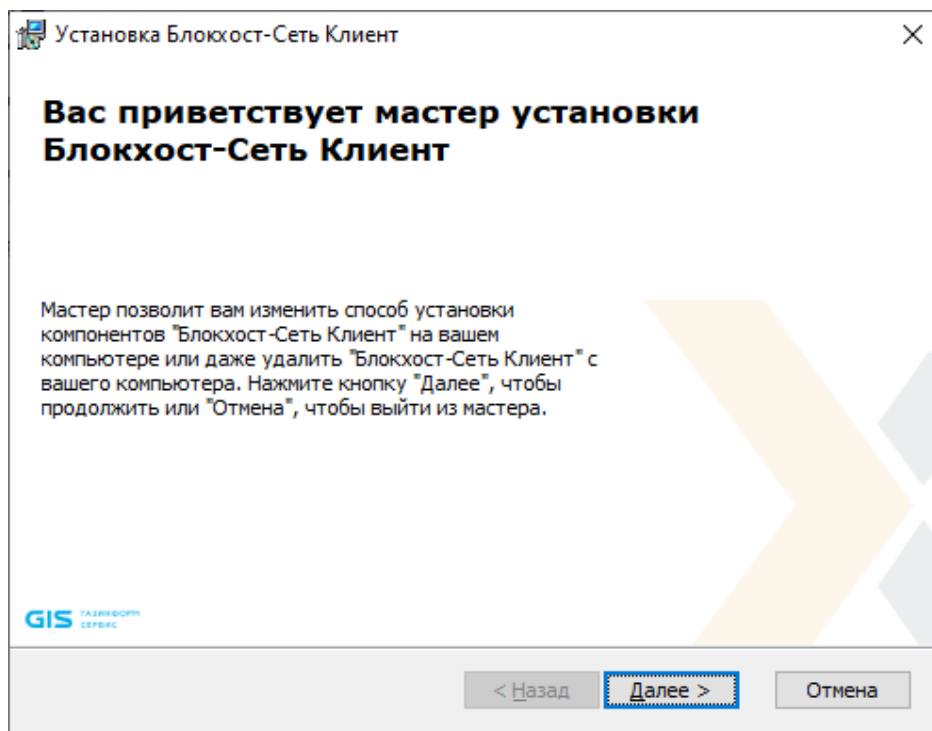 Установка Блокхост-Сеть Клиент
Вас приветствует мастер установки
Блокхост-Сеть Клиент
Мастер позволит вам изменить способ установки
компонентов "Блокхост-Сеть Клиент" на вашем
компьютере или даже удалить "Блокхост-Сеть Клиент" с
вашего компьютера. Нажмите кнопку "Далее", чтобы
продолжить или "Отмена", чтобы выйти из мастера.
GIS ГАЗИНФОРМ
СЕРВИС
< Назад Далее > Отмена